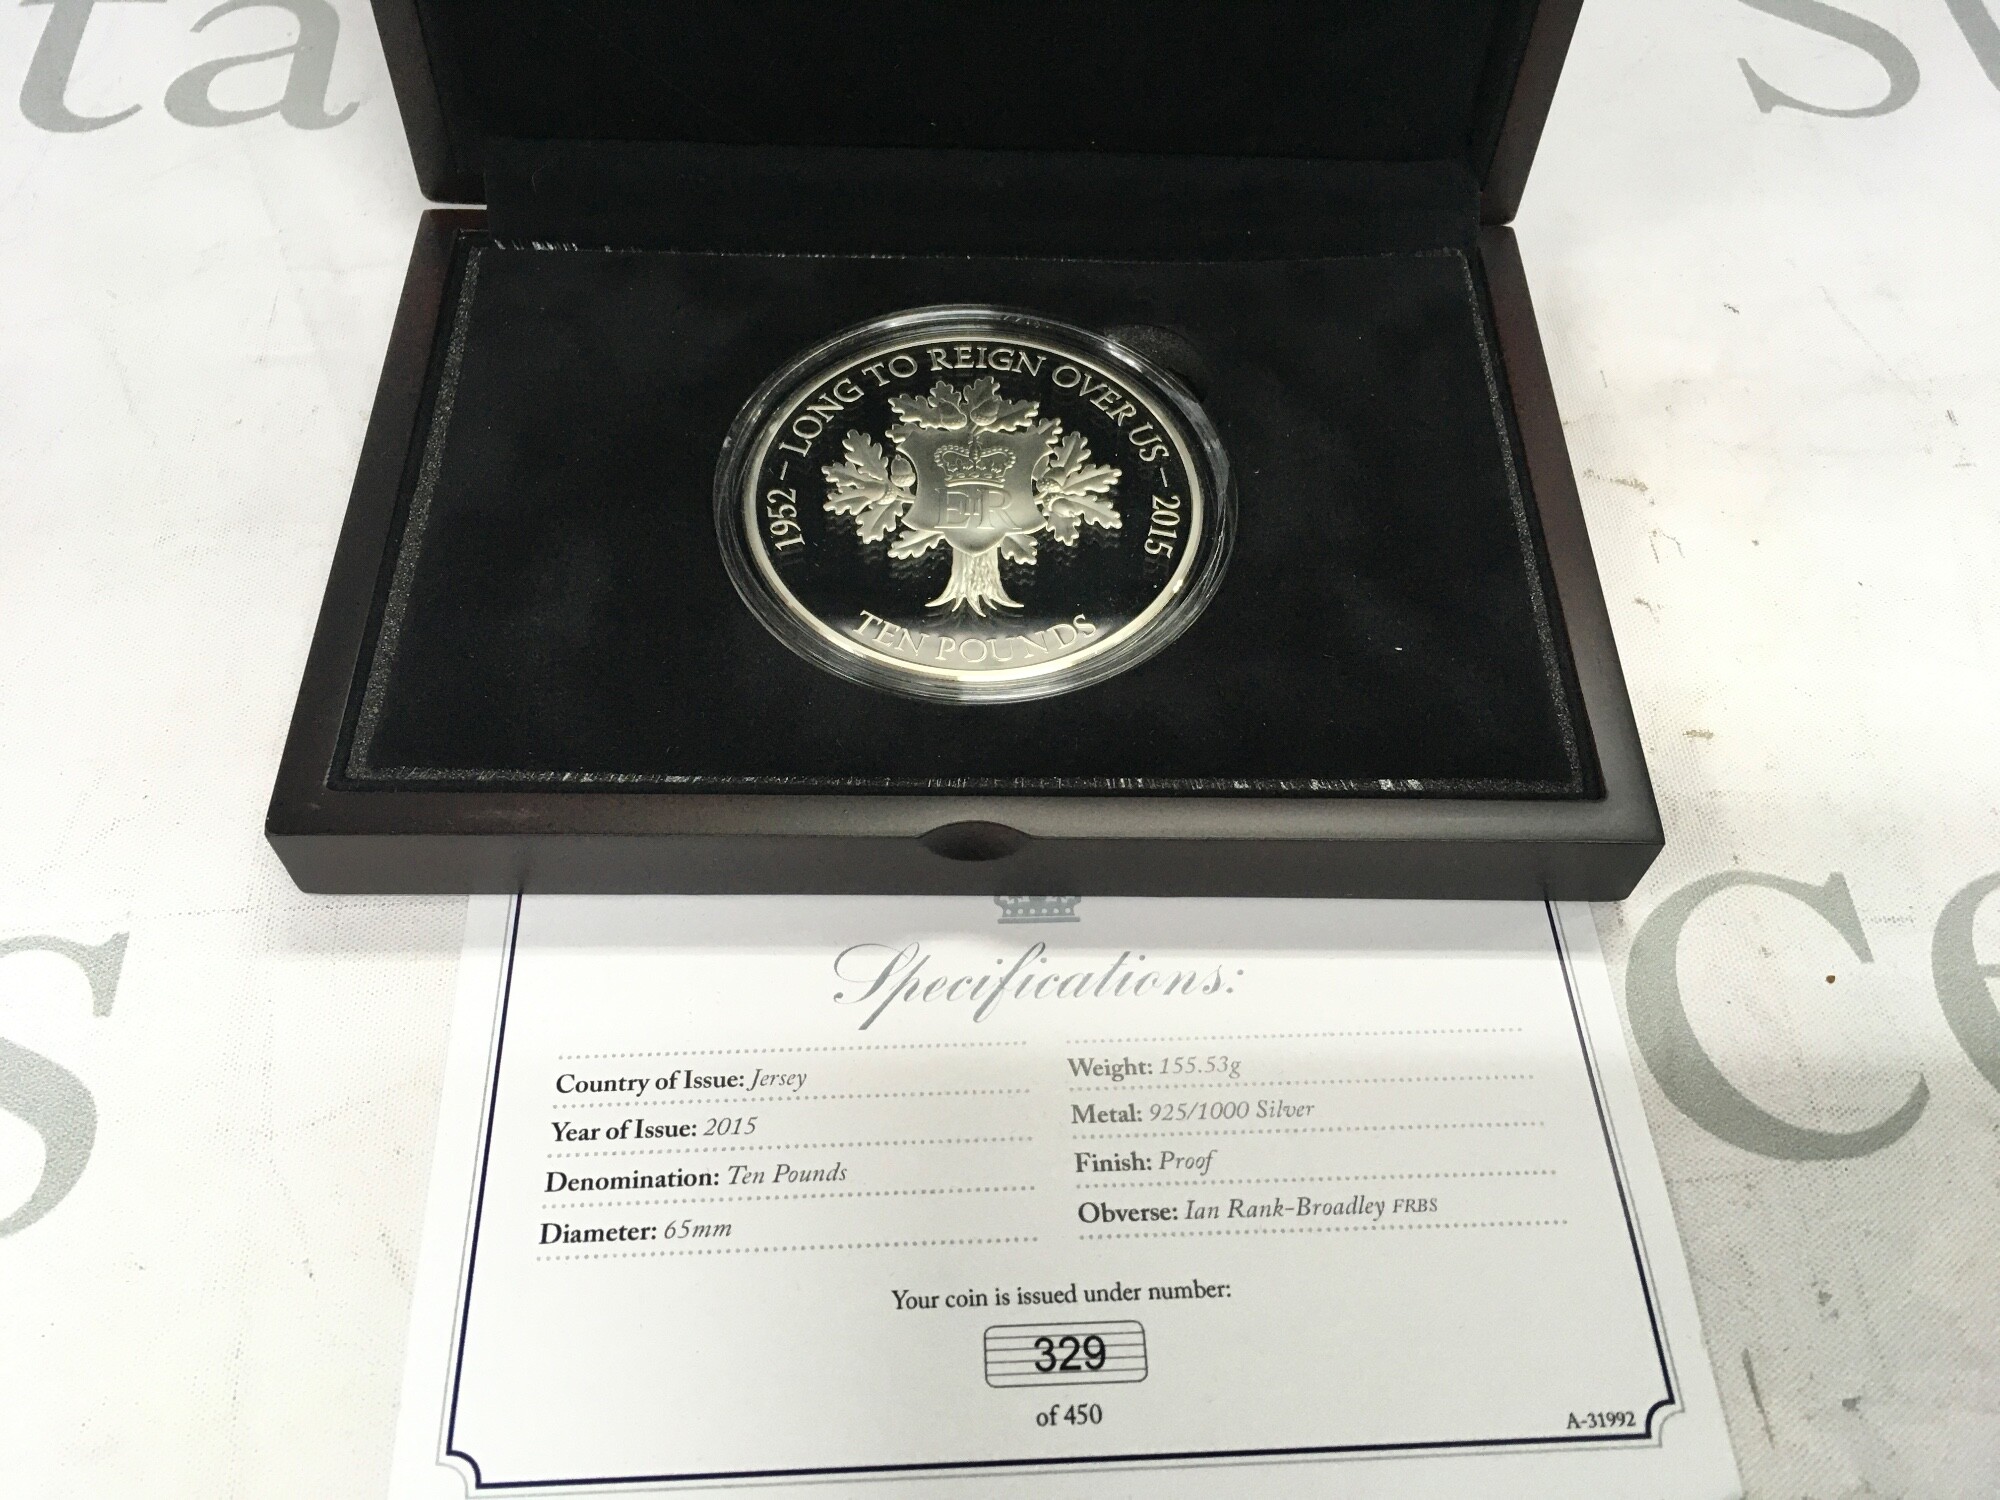 1952 – LONG TO REIGN OVER US – 2015
EIIR
TEN POUNDS
Specifications:
Country of Issue: Jersey
Year of Issue: 2015
Denomination: Ten Pounds
Diameter: 65mm
Weight: 155.53g
Metal: 925/1000 Silver
Finish: Proof
Obverse: Ian Rank-Broadley FRBS
Your coin is issued under number:
329
of 450
A-31992